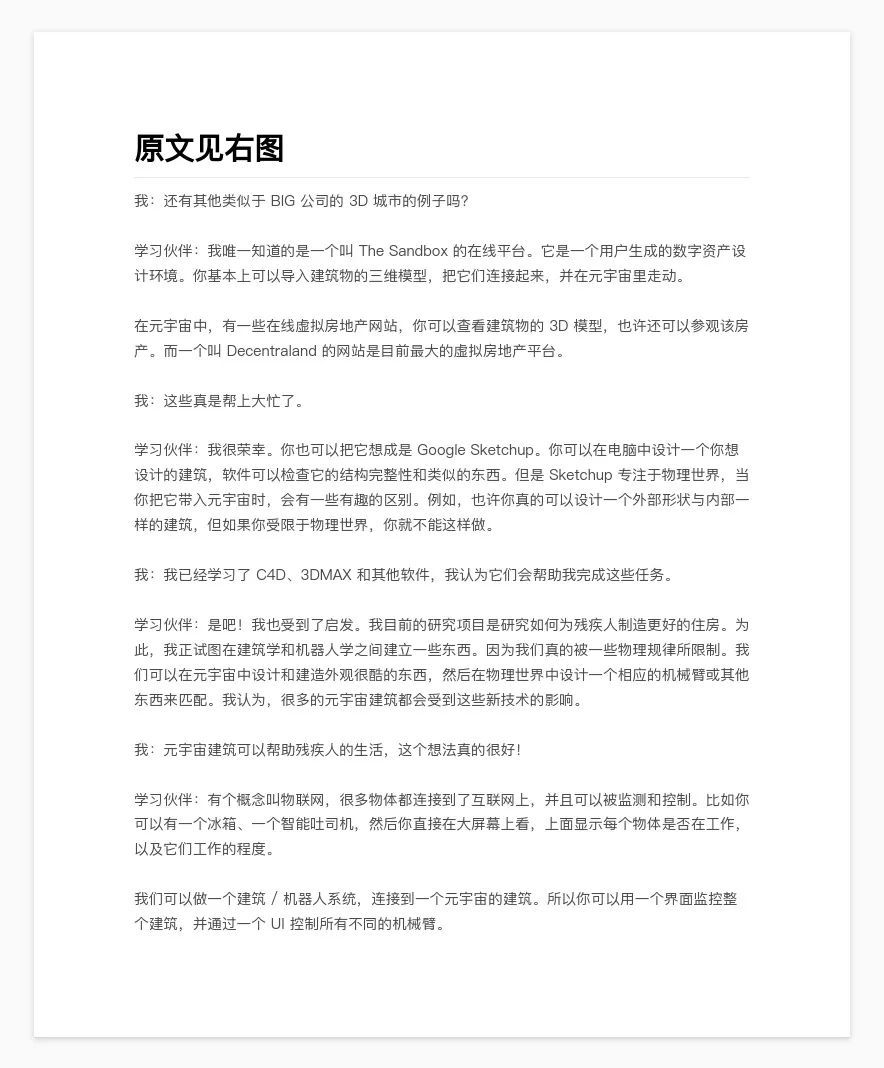 原文见右图
我：还有其他类似于 BIG 公司的 3D 城市的例子吗？
学习伙伴：我唯一知道的是一个叫 The Sandbox 的在线平台。它是一个用户生成的数字资产设
计环境。你基本上可以导入建筑物的三维模型，把它们连接起来，并在元宇宙里走动。
在元宇宙中，有一些在线虚拟房地产网站，你可以查看建筑物的 3D 模型，也许还可以参观该房
产。而一个叫 Decentraland 的网站是目前最大的虚拟房地产平台。
我：这些真是帮上大忙了。
学习伙伴：我很荣幸。你也可以把它想成是 Google Sketchup。你可以在电脑中设计一个你想
设计的建筑，软件可以检查它的结构完整性和类似的东西。但是 Sketchup 专注于物理世界，当
你把它带入元宇宙时，会有一些有趣的区别。例如，也许你真的可以设计一个外部形状与内部一
样的建筑，但如果你受限于物理世界，你就不能这样做。
我：我已经学习了 C4D、3DMAX 和其他软件，我认为它们会帮助我完成这些任务。
学习伙伴：是吧！我也受到了启发。我目前的研究项目是研究如何为残疾人制造更好的住房。为
此，我正试图在建筑学和机器人学之间建立一些东西。因为我们真的被一些物理规律所限制。我
们可以在元宇宙中设计和建造外观很酷的东西，然后在物理世界中设计一个相应的机械臂或其他
东西来匹配。我认为，很多的元宇宙建筑都会受到这些新技术的影响。
我：元宇宙建筑可以帮助残疾人的生活，这个想法真的很好！
学习伙伴：有个概念叫物联网，很多物体都连接到了互联网上，并且可以被监测和控制。比如你
可以有一个冰箱、一个智能吐司机，然后你直接在大屏幕上看，上面显示每个物体是否在工作，
以及它们工作的程度。
我们可以做一个建筑 / 机器人系统，连接到一个元宇宙的建筑。所以你可以用一个界面监控整
个建筑，并通过一个 UI 控制所有不同的机械臂。